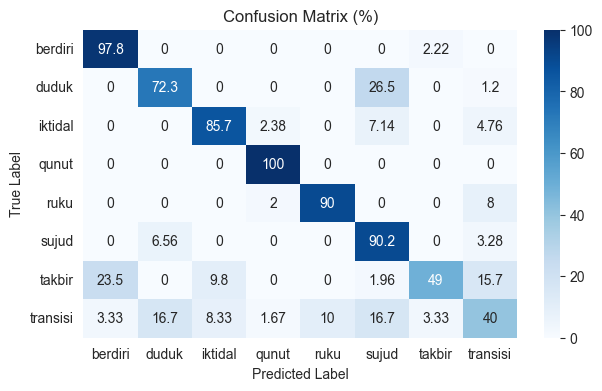 Confusion Matrix (%)
True Label
berdiri 97.8 0 0 0 0 0 2.22 0
duduk 0 72.3 0 0 0 26.5 0 1.2
iktidal 0 0 85.7 2.38 0 7.14 0 4.76
qunut 0 0 0 100 0 0 0 0
ruku 0 0 0 2 90 0 0 8
sujud 0 6.56 0 0 0 90.2 0 3.28
takbir 23.5 0 9.8 0 0 1.96 49 15.7
transisi 3.33 16.7 8.33 1.67 10 16.7 3.33 40
berdiri duduk iktidal qunut ruku sujud takbir transisi
Predicted Label
100
80
60
40
20
0